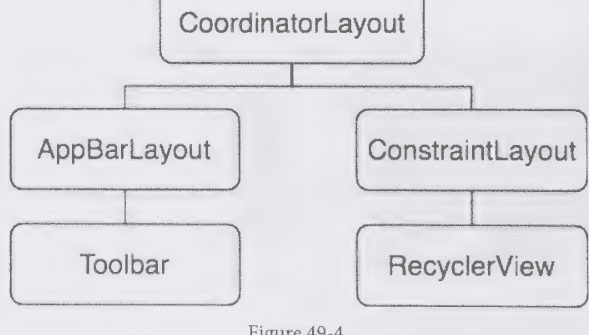 CoordinatorLayout
AppBarLayout
ConstraintLayout
Toolbar
RecyclerView
Figure 49-4